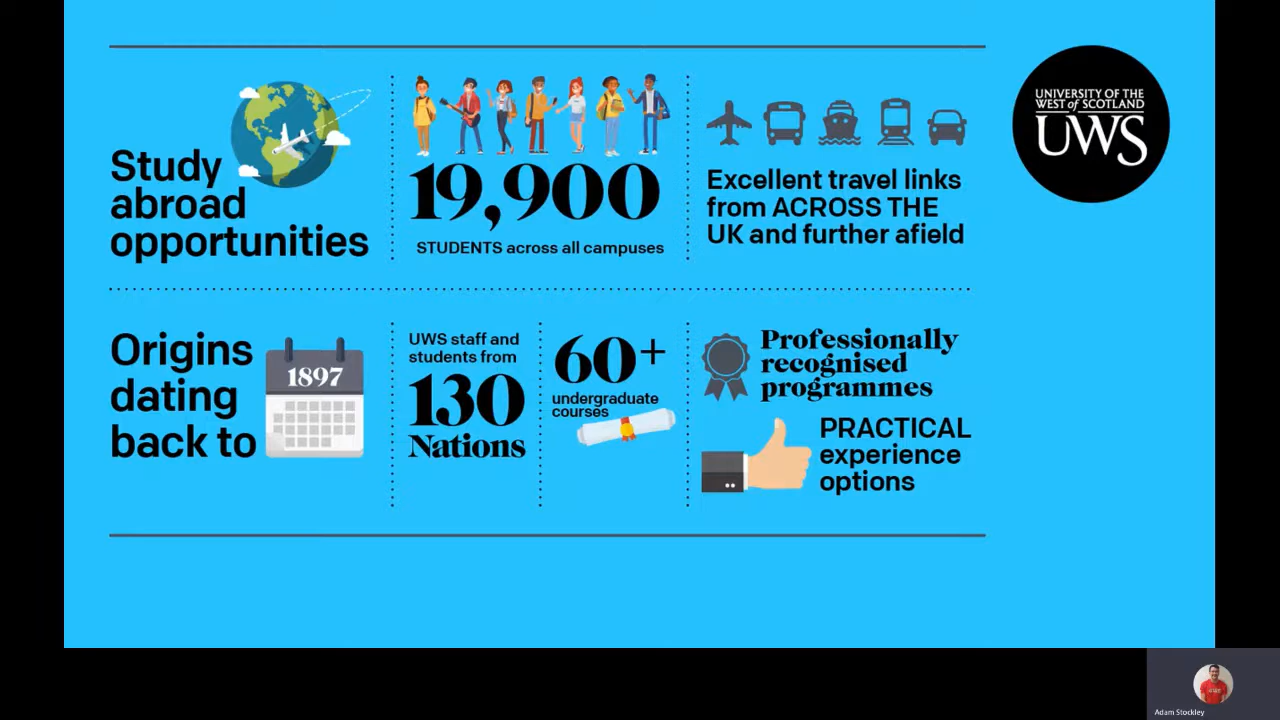 Study
abroad
opportunities
19,900
STUDENTS across all campuses
Excellent travel links
from ACROSS THE
UK and further afield
UNIVERSITY OF THE
WEST of SCOTLAND
UWS
Origins
dating
back to
1897
UWS staff and
students from
130
Nations
60+
undergraduate
courses
Professionally
recognised
programmes
PRACTICAL
experience
options
Adam Stockley